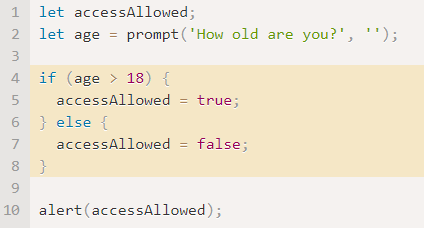 1 let accessAllowed;
2 let age = prompt('How old are you?', '');
3
4 if (age > 18) {
5   accessAllowed = true;
6 } else {
7   accessAllowed = false;
8 }
9
10 alert(accessAllowed);